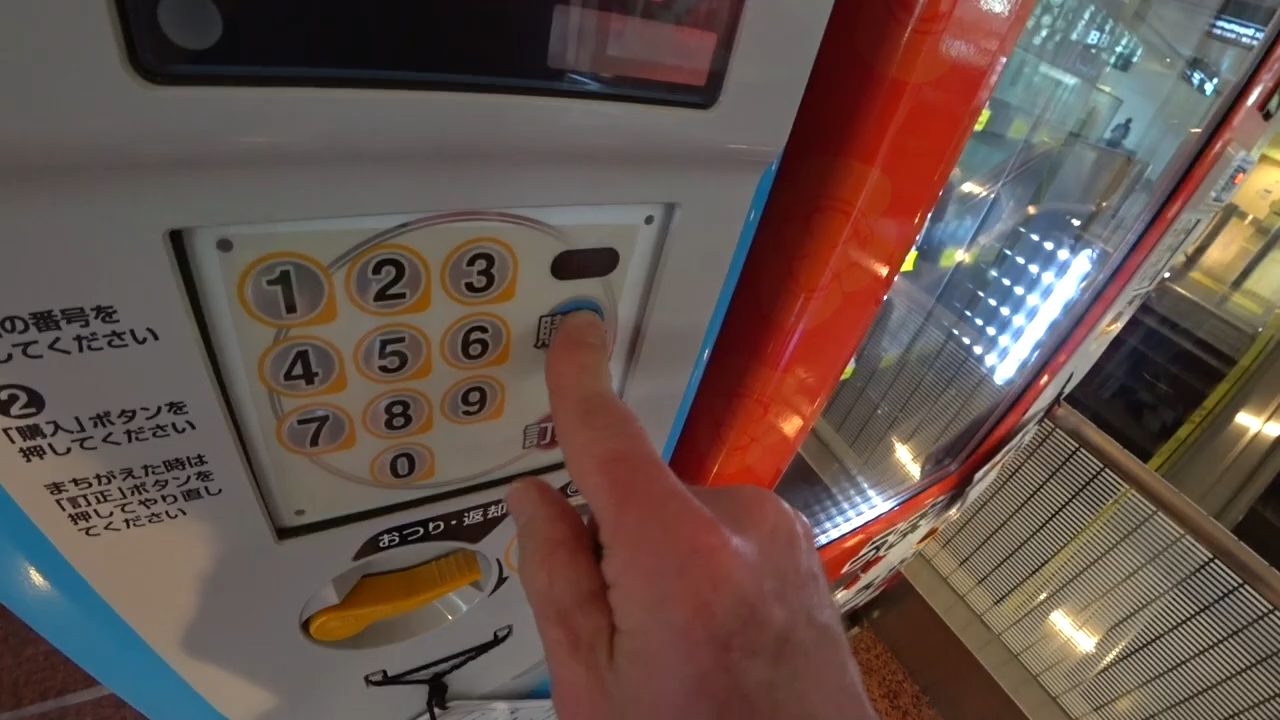 の番号を
してください
2
「購入」ボタンを
押してください
まちがえた時は
「訂正」ボタンを
押してやり直し
てください
1 2 3
購
4 5 6
7 8 9
訂
0
おつり・返却